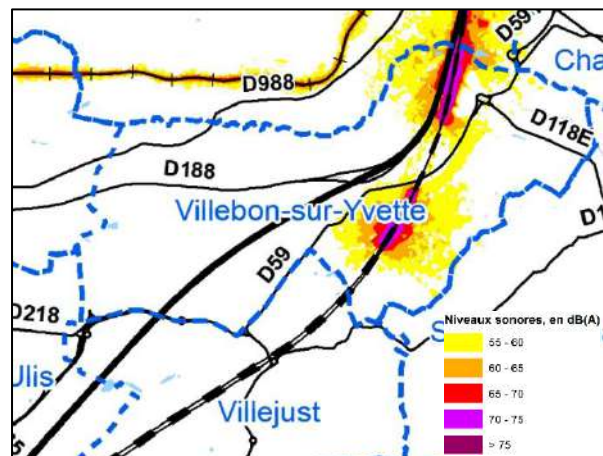 D59
Cha
D988
D118E
D188
Villebon-sur-Yvette
D1
D59
D218
Niveaux sonores, en dB(A)
S
55 - 60
60 - 65
Ulis
65 - 70
Villejust
70 - 75
> 75